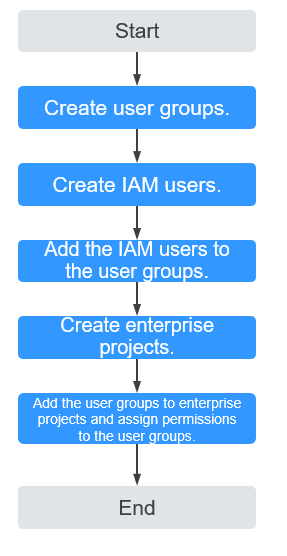 Start
Create user groups.
Create IAM users.
Add the IAM users to
the user groups.
Create enterprise
projects.
Add the user groups to enterprise
projects and assign permissions
to the user groups.
End